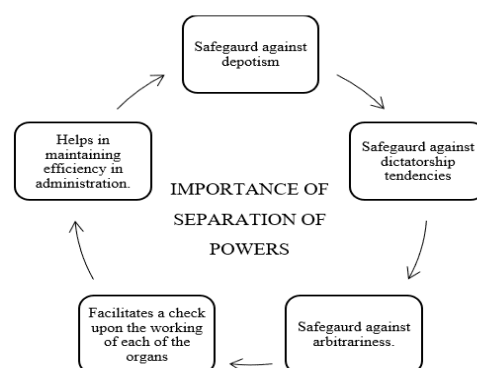 Safegaurd against
depotism
Safegaurd against
dictatorship
tendencies
Safegaurd against
arbitrariness.
Facilitates a check
upon the working
of each of the
organs
Helps in
maintaining
efficiency in
administration.
IMPORTANCE OF
SEPARATION OF
POWERS